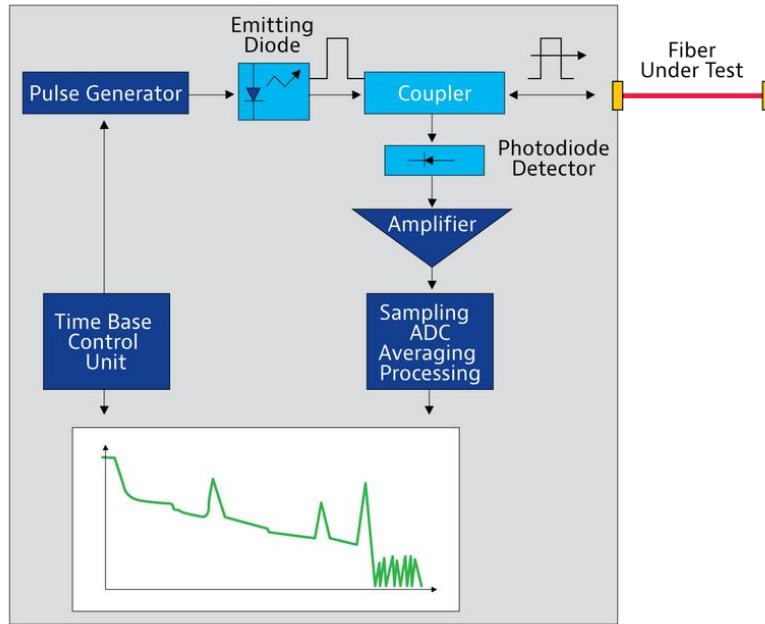 Emitting
Diode
Fiber
Under Test
Pulse Generator
Coupler
Photodiode
Detector
Amplifier
Time Base
Control
Unit
Sampling
ADC
Averaging
Processing